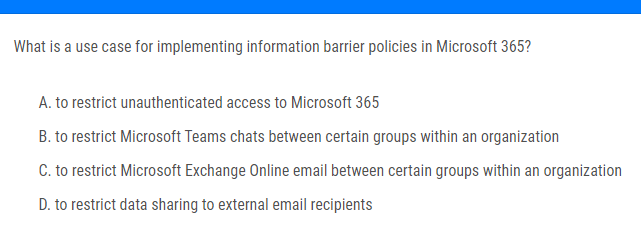 What is a use case for implementing information barrier policies in Microsoft 365?
A. to restrict unauthenticated access to Microsoft 365
B. to restrict Microsoft Teams chats between certain groups within an organization
C. to restrict Microsoft Exchange Online email between certain groups within an organization
D. to restrict data sharing to external email recipients